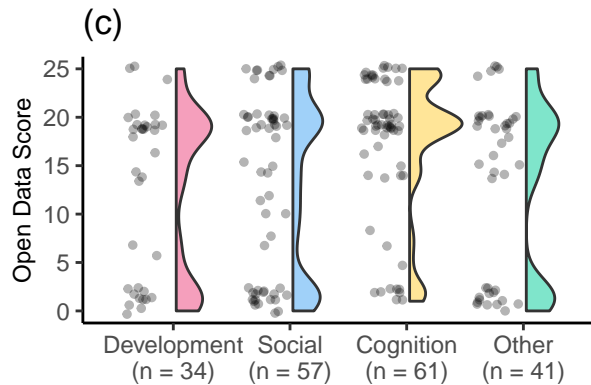 (c)
Open Data Score
25
20
15
10
5
0
Development Social Cognition Other
(n = 34) (n = 57) (n = 61) (n = 41)